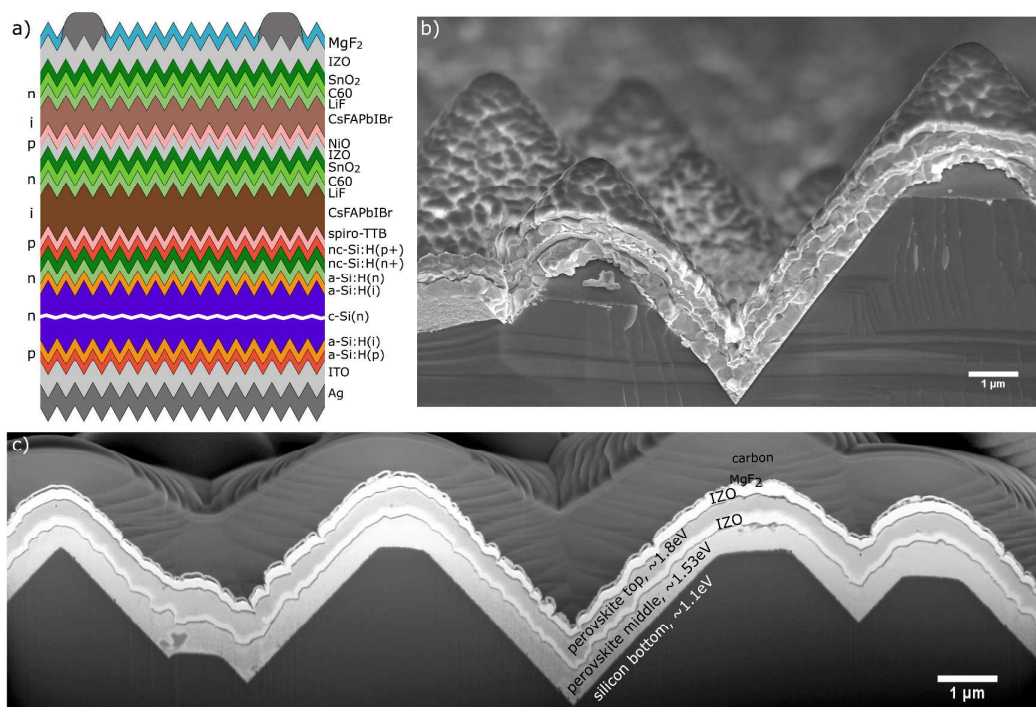 a)
MgF2
IZO
SnO2
n
C60
LiF
i
CsFAPbIBr
p
NiO
IZO
SnO2
n
C60
LiF
i
CsFAPbIBr
spiro-TTB
p
nc-Si:H(p+)
nc-Si:H(n+)
n
a-Si:H(n)
a-Si:H(i)
n
c-Si(n)
a-Si:H(i)
p
a-Si:H(p)
ITO
Ag
b)
1 µm
c)
carbon
MgF2
IZO
IZO
perovskite top, ~1.8eV
perovskite middle, ~1.53eV
silicon bottom, ~1.1eV
1 µm